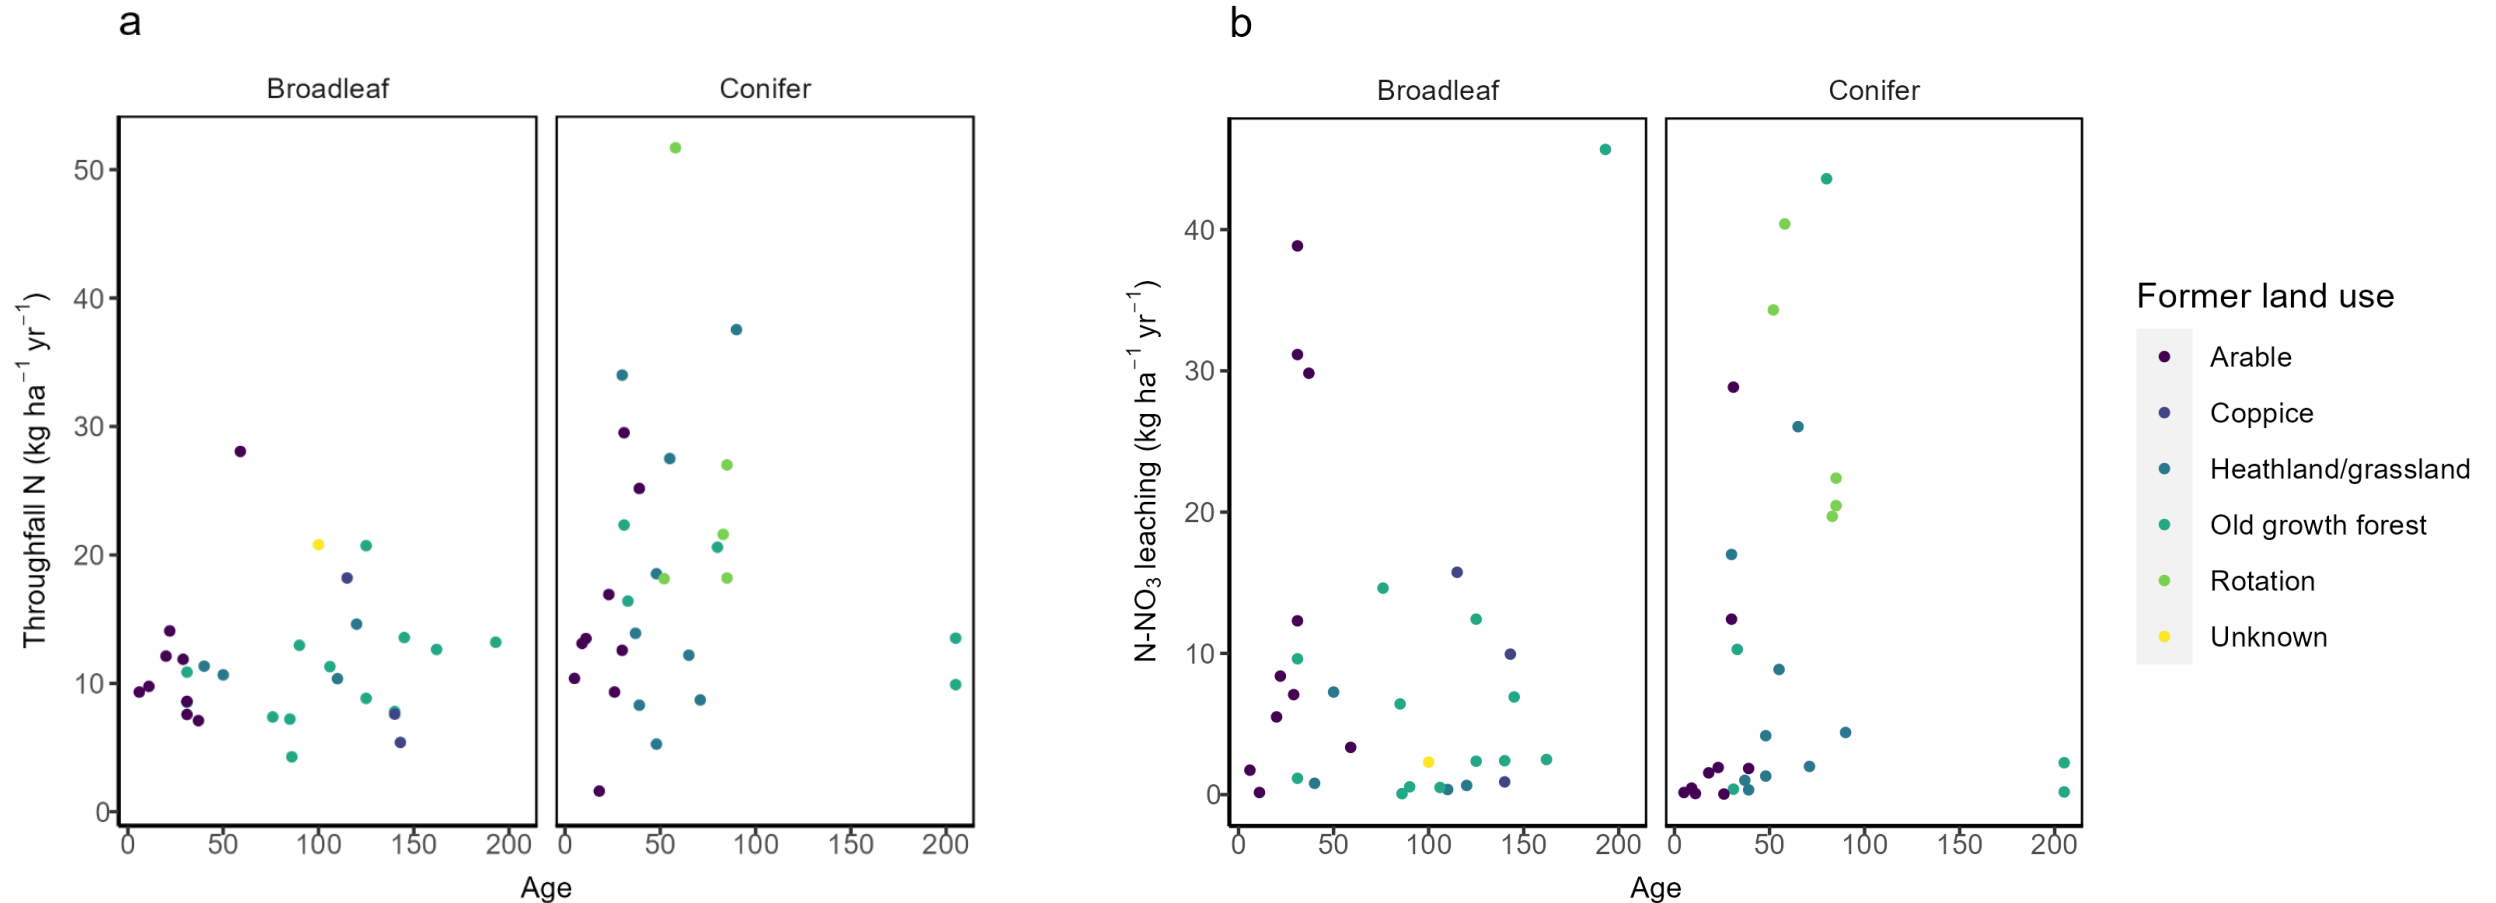 a
b
Broadleaf
Conifer
Broadleaf
Conifer
Throughfall N (kg ha⁻¹ yr⁻¹)
50
40
30
20
10
0
0 50 100 150 200
0 50 100 150 200
Age
N-NO₃ leaching (kg ha⁻¹ yr⁻¹)
40
30
20
10
0
0 50 100 150 200
0 50 100 150 200
Age
Former land use
Arable
Coppice
Heathland/grassland
Old growth forest
Rotation
Unknown